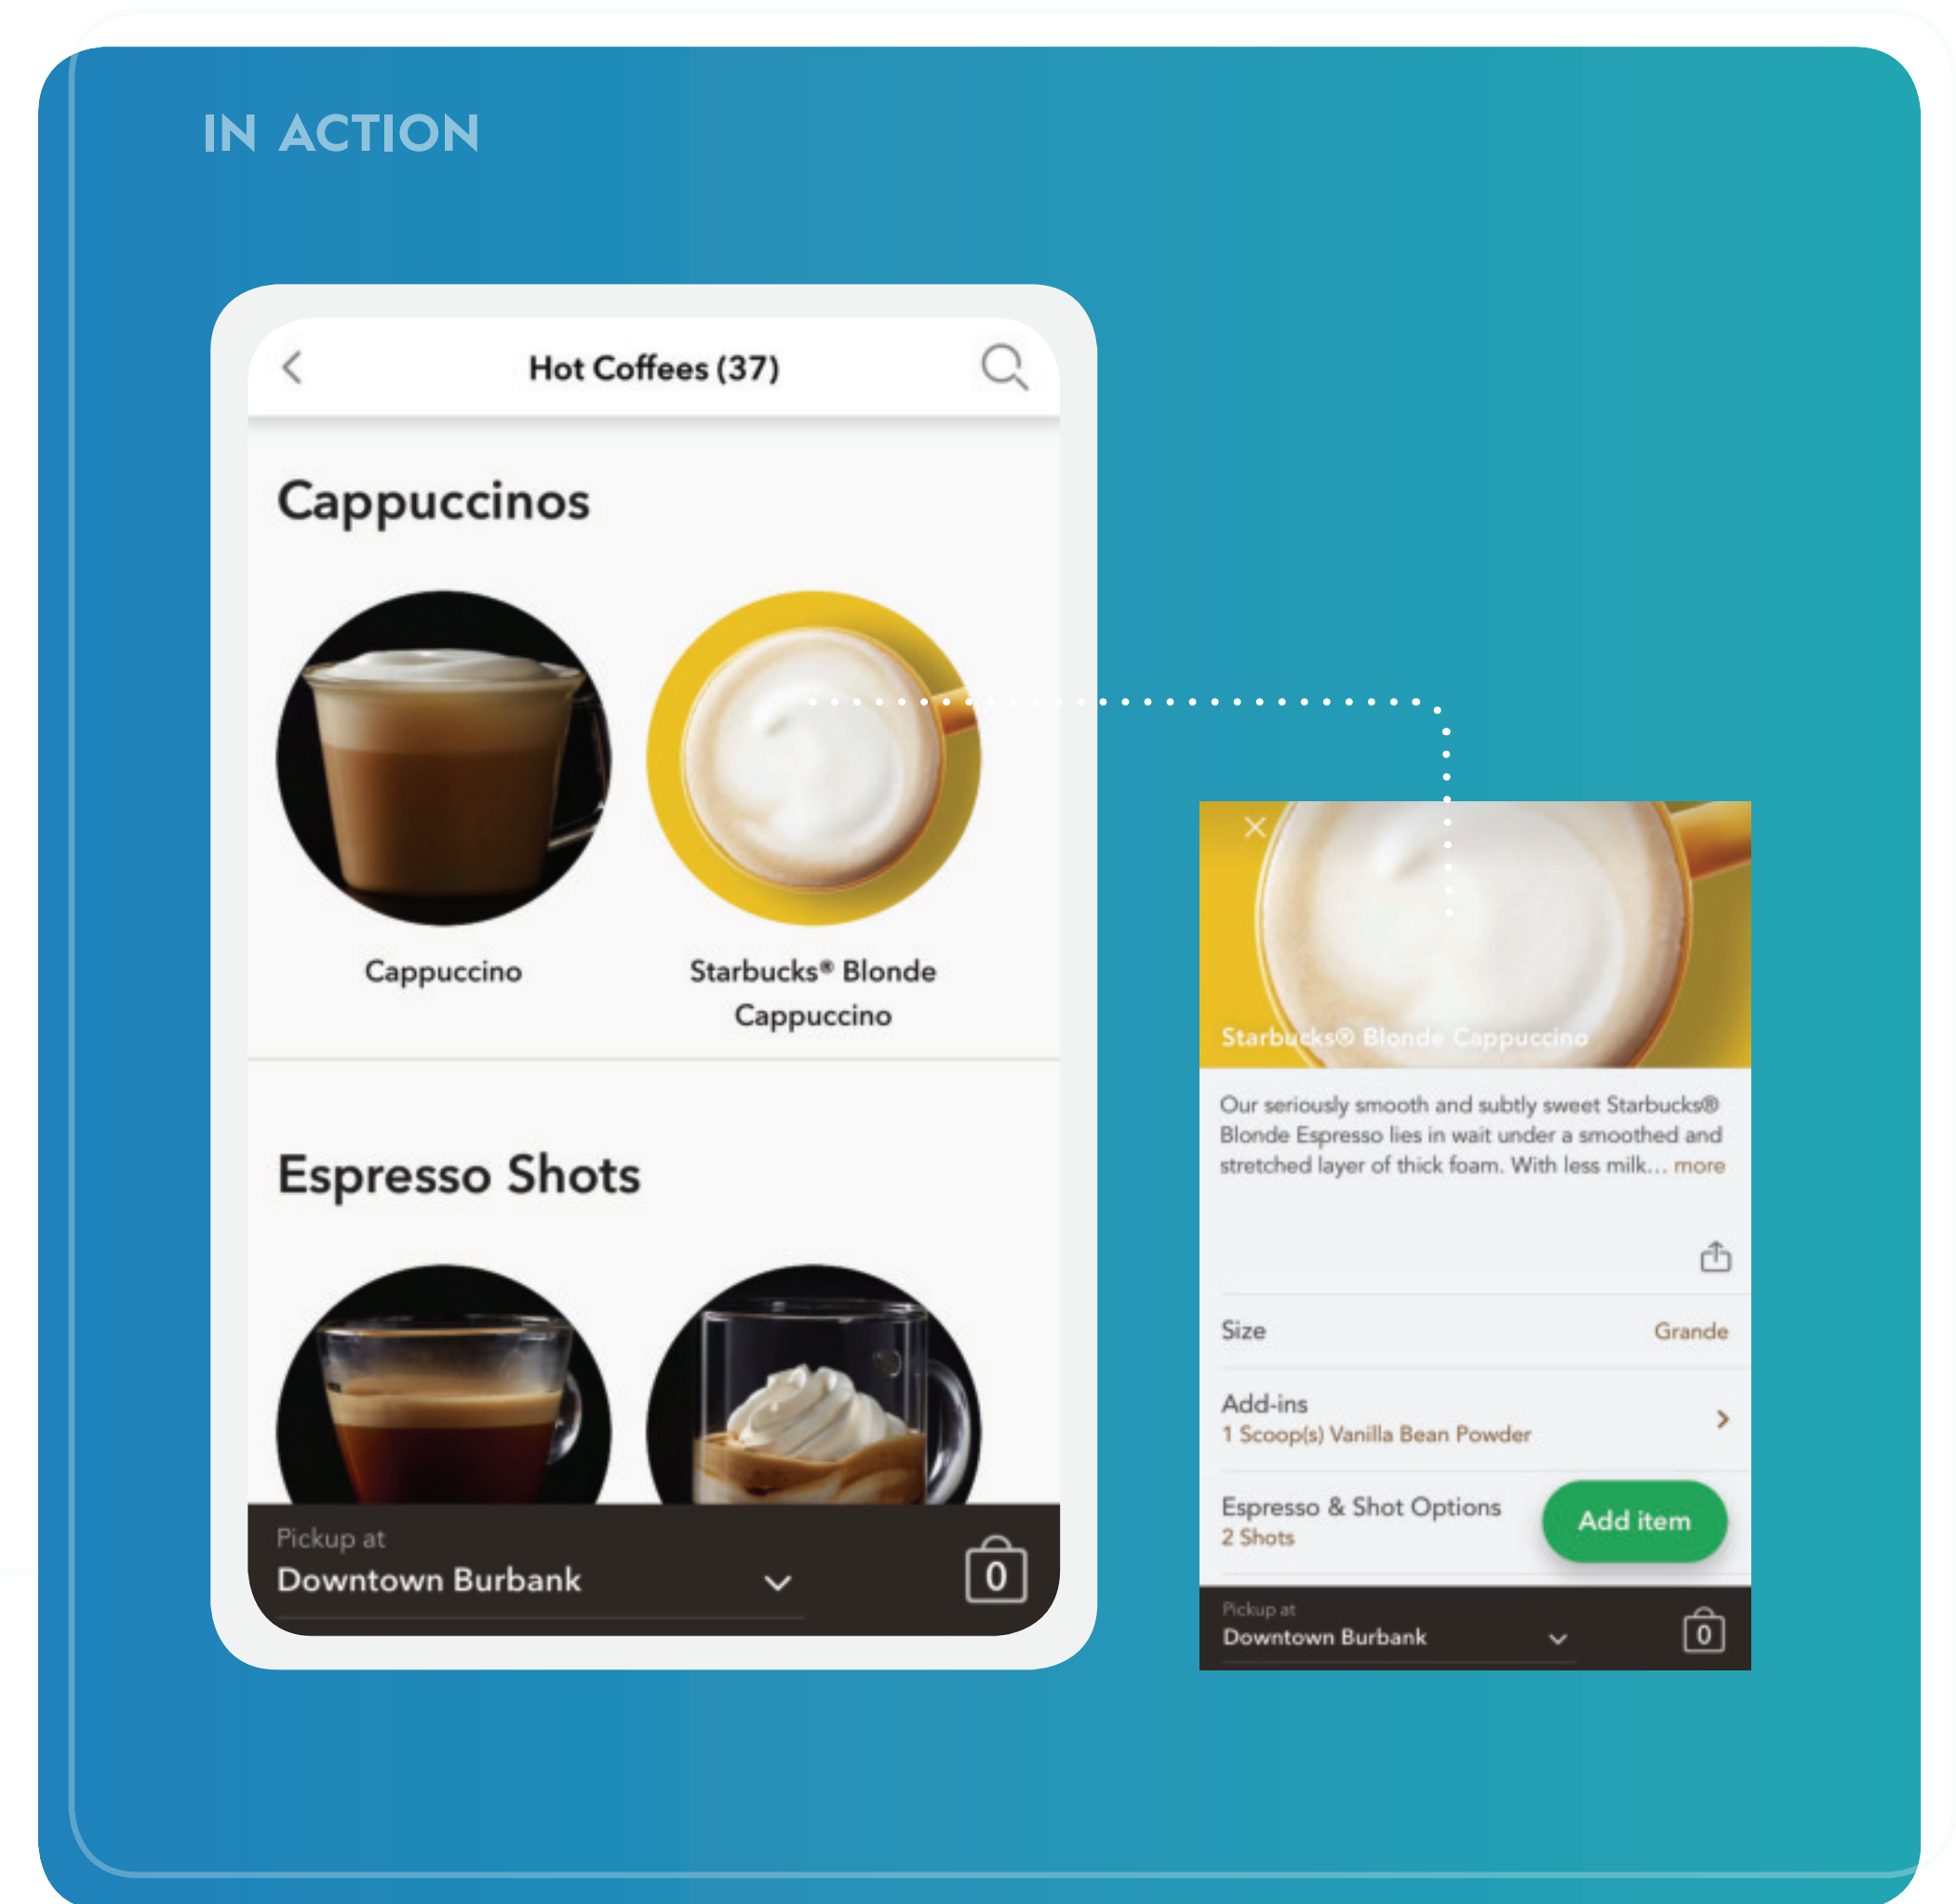 IN ACTION
Hot Coffees (37)
Cappuccinos
Cappuccino
Starbucks® Blonde
Cappuccino
Espresso Shots
Pickup at
Downtown Burbank
0
Starbucks® Blonde Cappuccino
Our seriously smooth and subtly sweet Starbucks®
Blonde Espresso lies in wait under a smoothed and
stretched layer of thick foam. With less milk... more
Size
Grande
Add-ins
1 Scoop(s) Vanilla Bean Powder
Espresso & Shot Options
2 Shots
Add item
Pickup at
Downtown Burbank
0